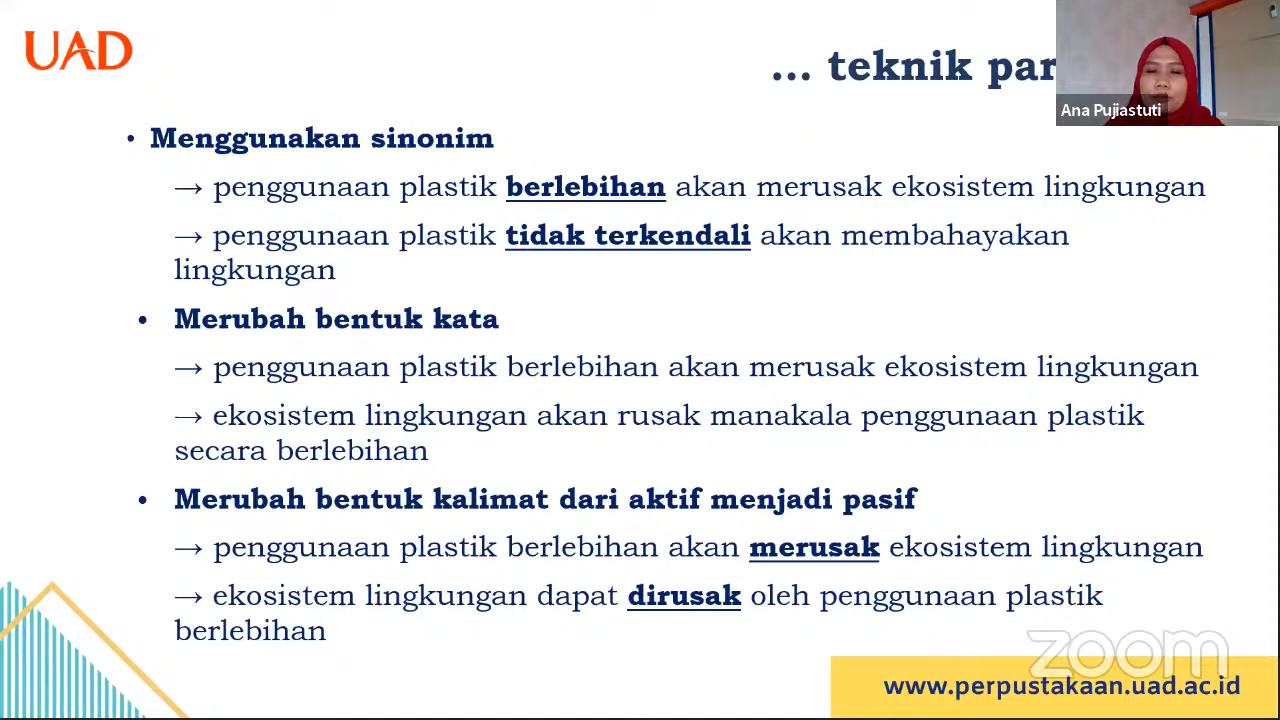 UAD
... teknik par
Ana Pujiastuti
• Menggunakan sinonim
→ penggunaan plastik berlebihan akan merusak ekosistem lingkungan
→ penggunaan plastik tidak terkendali akan membahayakan
lingkungan
• Merubah bentuk kata
→ penggunaan plastik berlebihan akan merusak ekosistem lingkungan
→ ekosistem lingkungan akan rusak manakala penggunaan plastik
secara berlebihan
• Merubah bentuk kalimat dari aktif menjadi pasif
→ penggunaan plastik berlebihan akan merusak ekosistem lingkungan
→ ekosistem lingkungan dapat dirusak oleh penggunaan plastik
berlebihan
zoom
www.perpustakaan.uad.ac.id